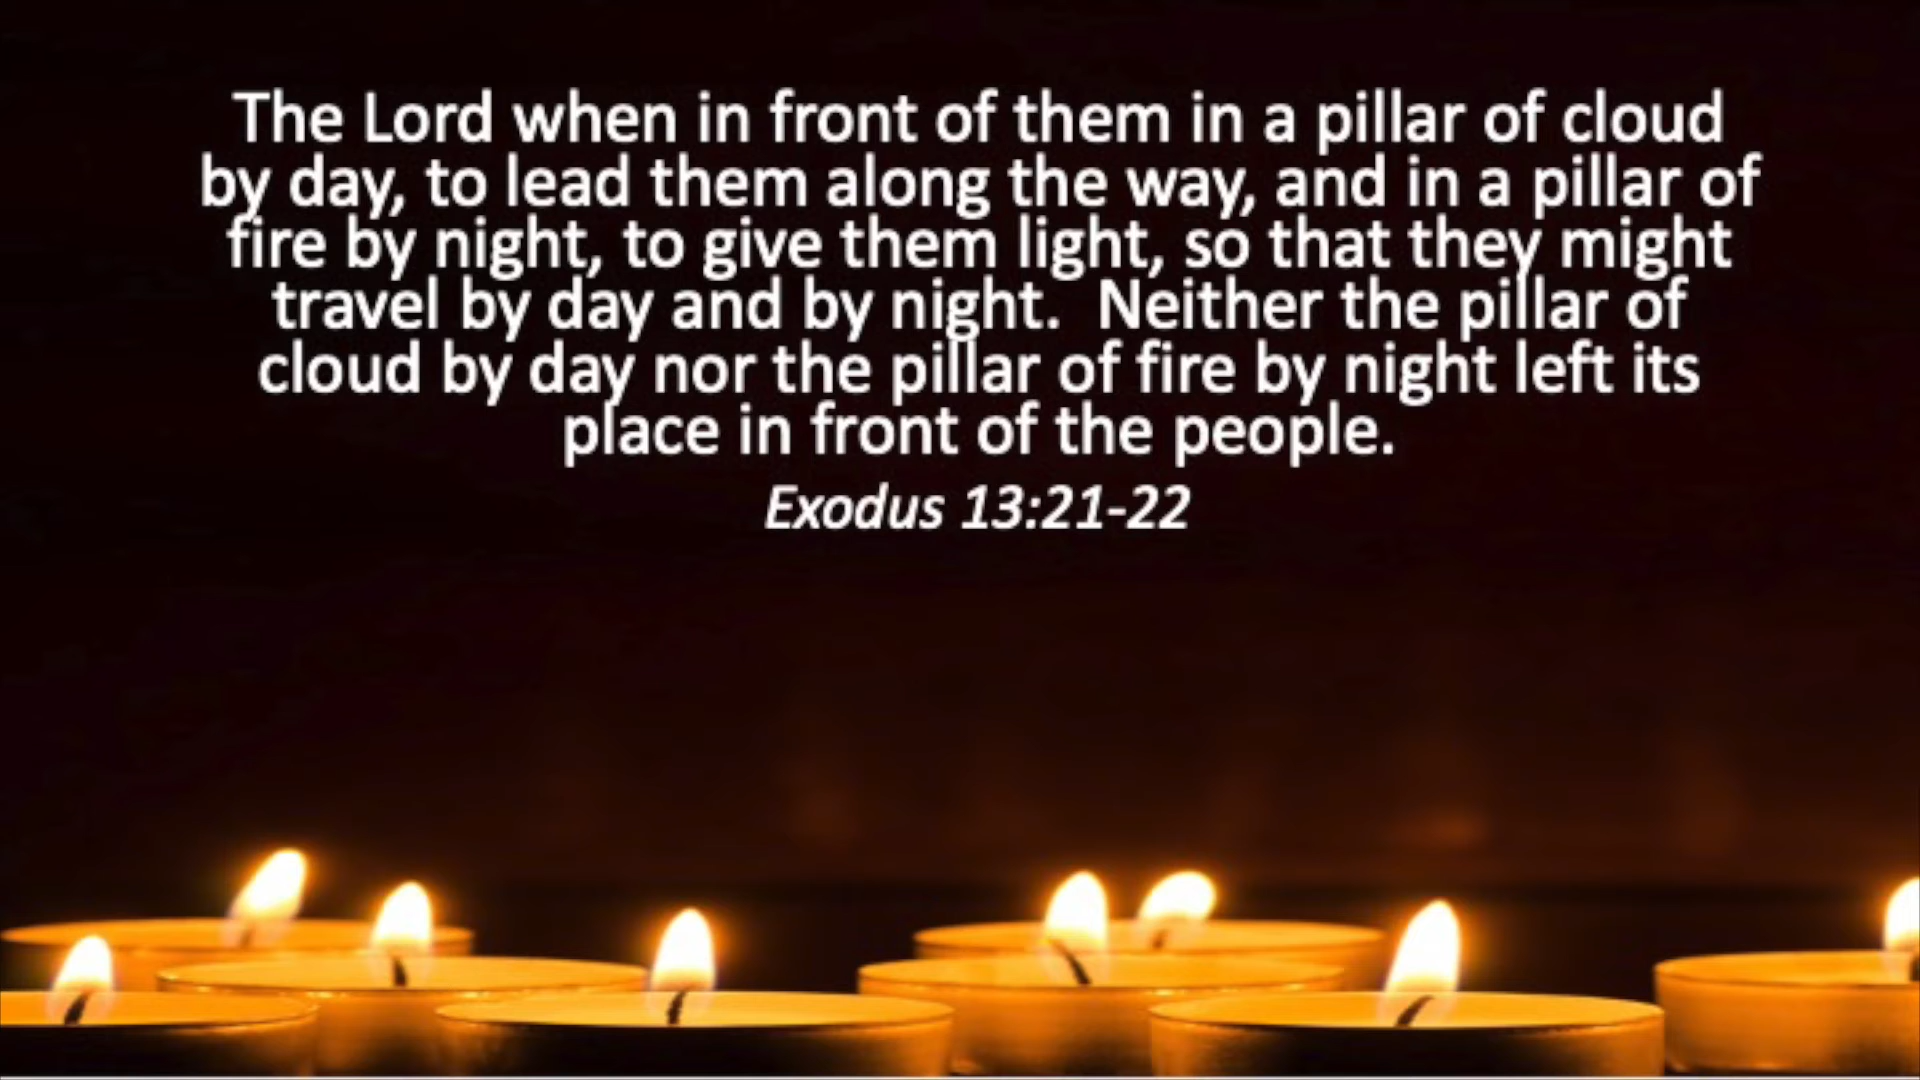 The Lord when in front of them in a pillar of cloud
by day, to lead them along the way, and in a pillar of
fire by night, to give them light, so that they might
travel by day and by night.  Neither the pillar of
cloud by day nor the pillar of fire by night left its
place in front of the people.
Exodus 13:21-22